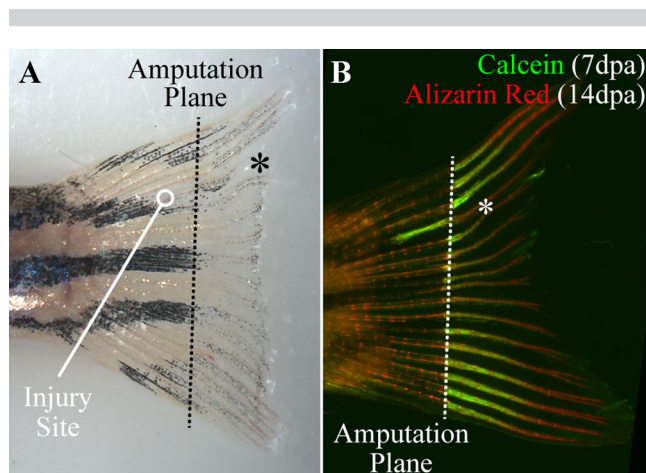 A
Amputation
Plane
*
Injury
Site
B
Calcein (7dpa)
Alizarin Red (14dpa)
*
Amputation
Plane